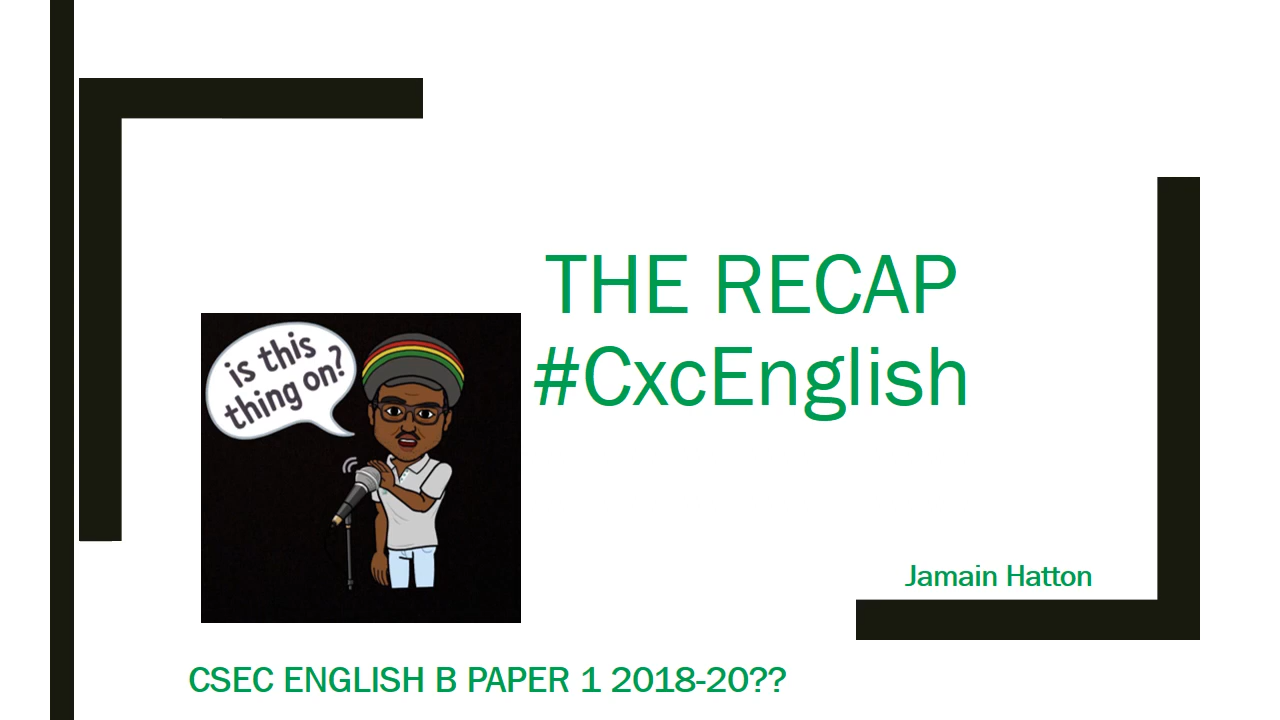 THE RECAP
#CxcEnglish
is this
thing on?
Jamain Hatton
CSEC ENGLISH B PAPER 1 2018-20??